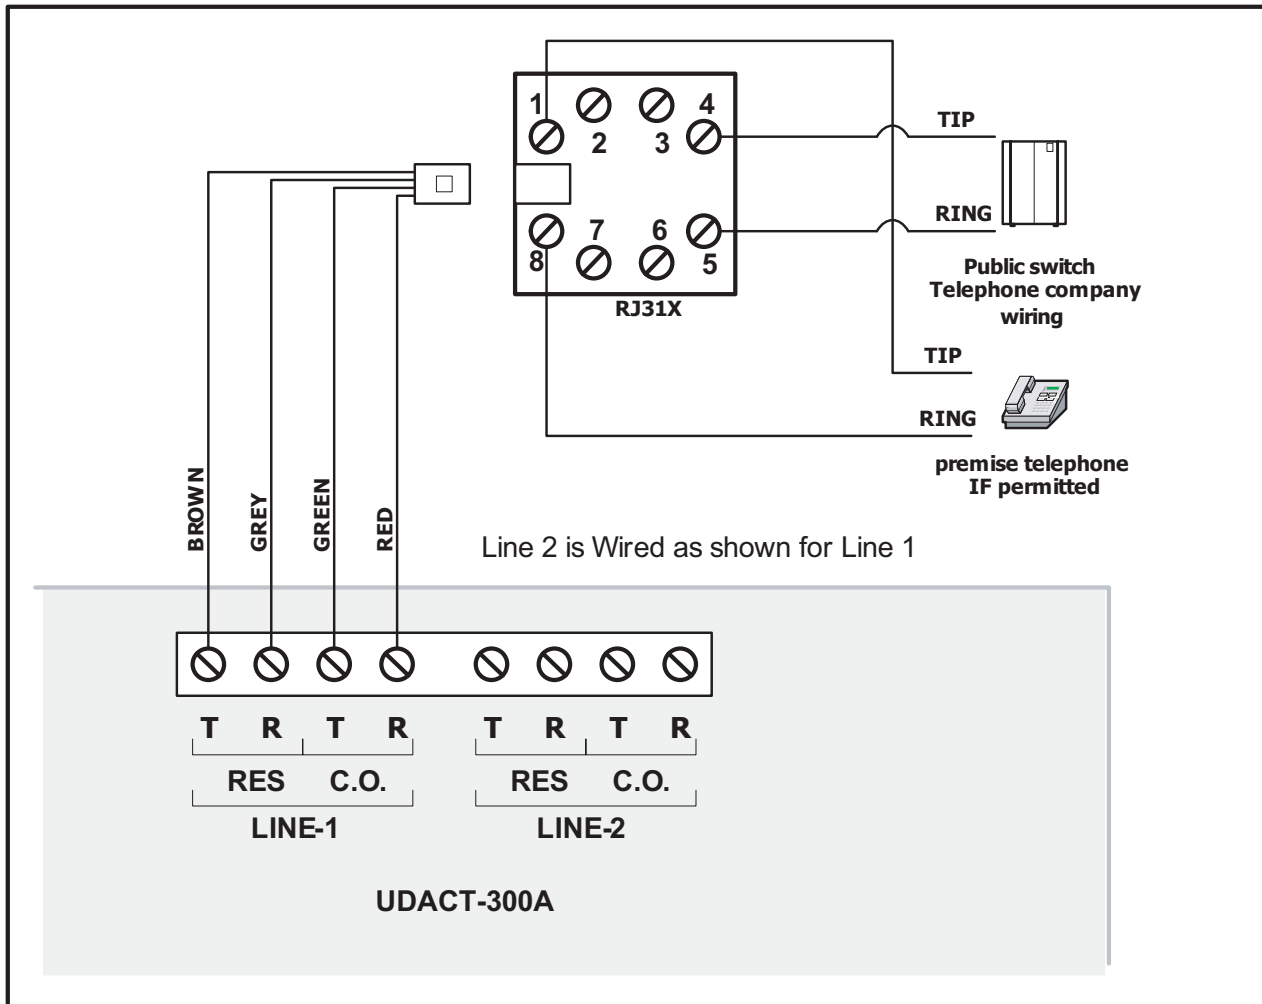 1
2
3
4
8
7
6
5
RJ31X
TIP
RING
Public switch
Telephone company
wiring
TIP
RING
premise telephone
IF permitted
BROWN
GREY
GREEN
RED
Line 2 is Wired as shown for Line 1
T R T R T R T R
RES C.O. RES C.O.
LINE-1 LINE-2
UDACT-300A